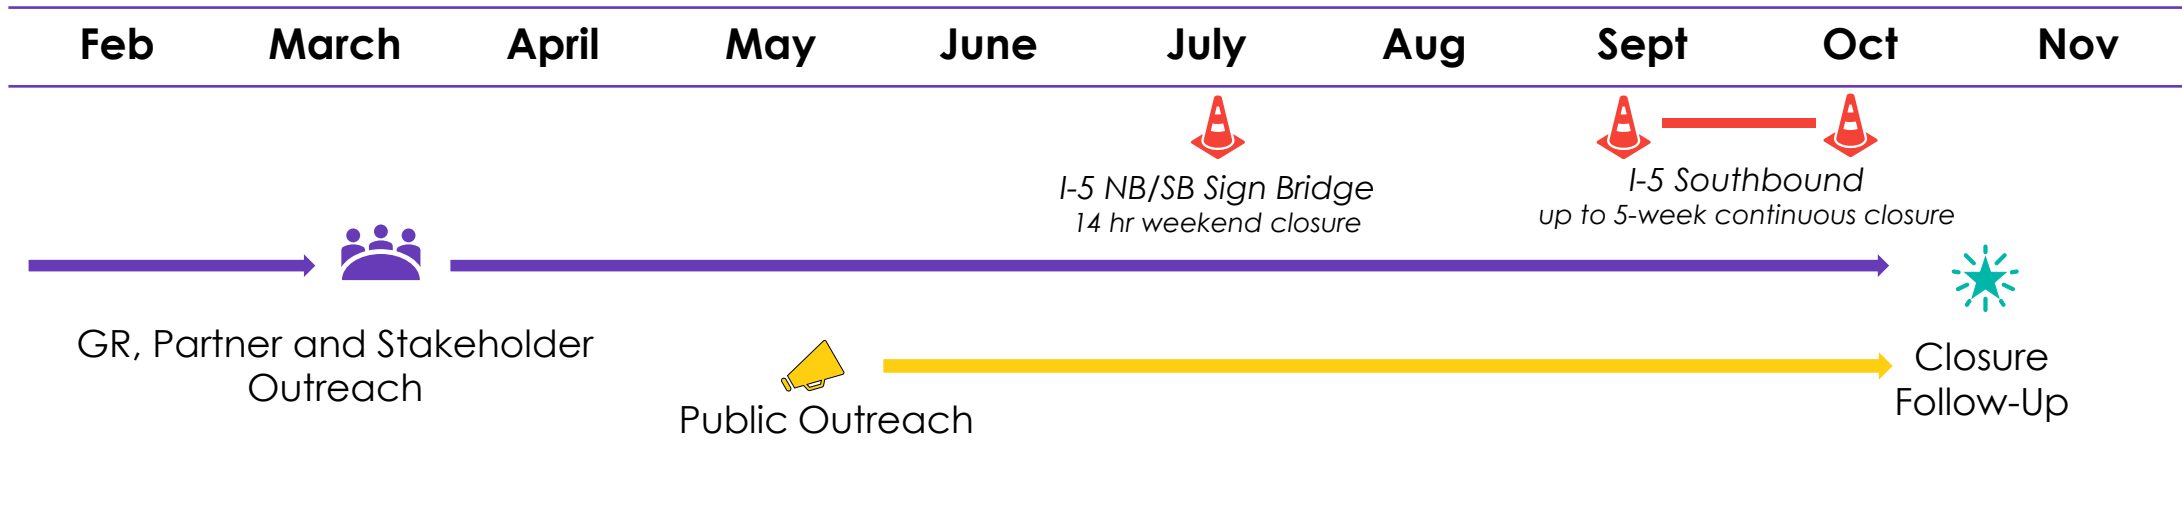 Feb March April May June July Aug Sept Oct Nov
I-5 NB/SB Sign Bridge
14 hr weekend closure
I-5 Southbound
up to 5-week continuous closure
GR, Partner and Stakeholder
Outreach
Public Outreach
Closure
Follow-Up